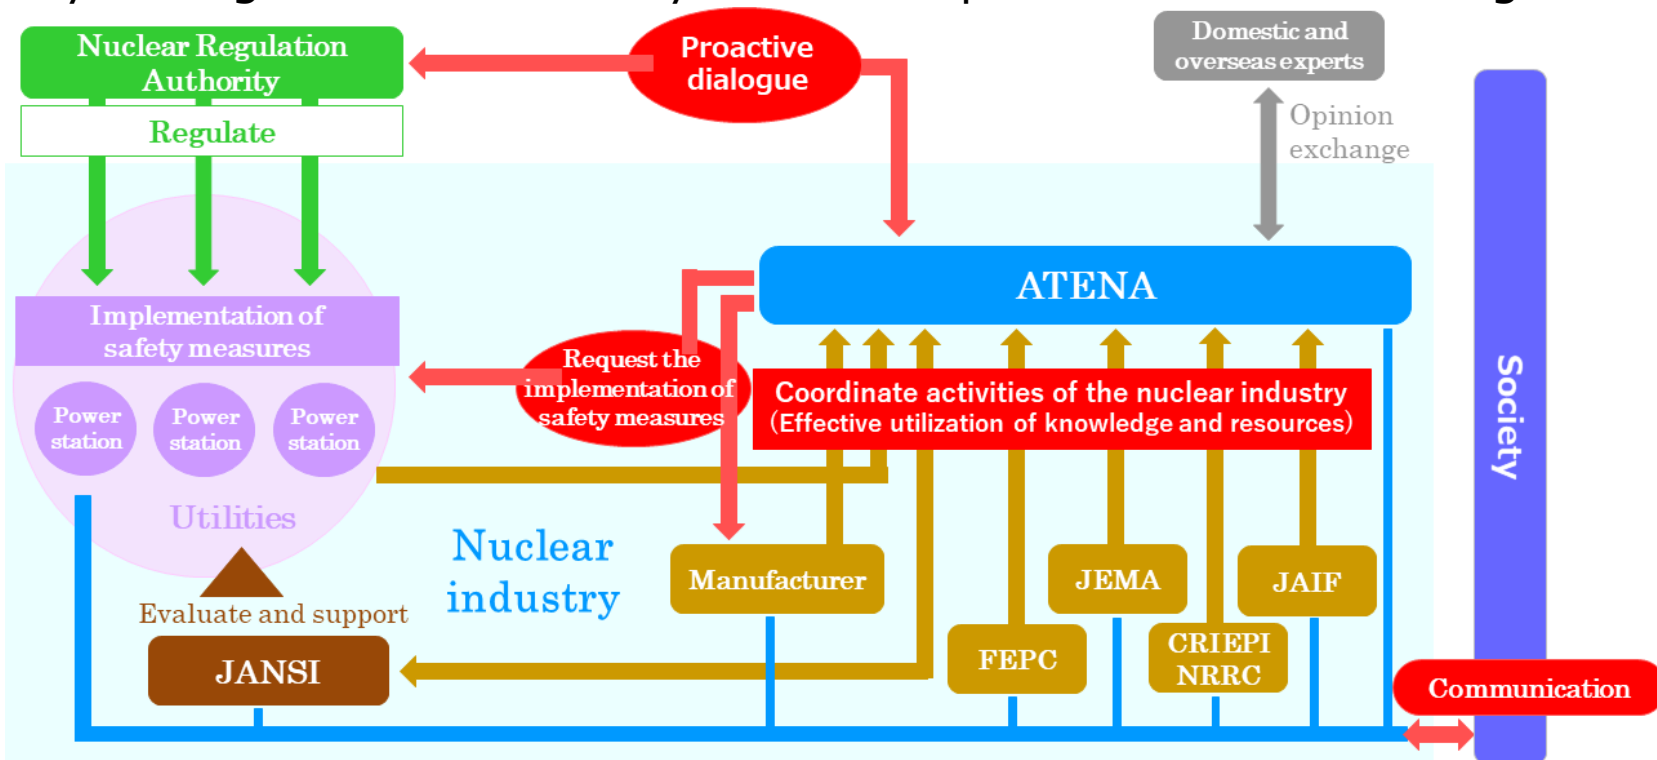 Nuclear Regulation
Authority
Proactive
dialogue
Domestic and
overseas experts
Regulate
Opinion
exchange
ATENA
Implementation of
safety measures
Request the
implementation of
safety measures
Coordinate activities of the nuclear industry
(Effective utilization of knowledge and resources)
Power
station
Power
station
Power
station
Utilities
Society
Nuclear
industry
Manufacturer
JEMA
JAIF
Evaluate and support
JANSI
FEPC
CRIEPI
NRRC
Communication